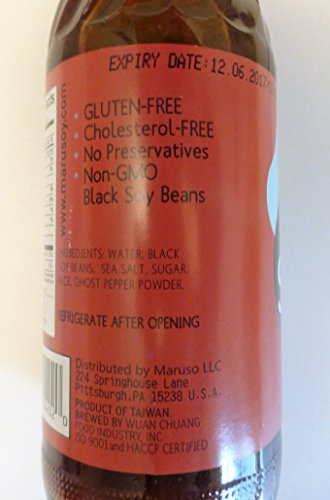 EXPIRY DATE:12.06.2017
GLUTEN-FREE
Cholesterol-FREE
No Preservatives
Non-GMO
Black Soy Beans
www.marusoy.com
INGREDIENTS: WATER, BLACK
SOY BEANS, SEA SALT, SUGAR,
GHOST PEPPER POWDER.
REFRIGERATE AFTER OPENING
Distributed by Maruso LLC
224 Springhouse Lane
Pittsburgh,PA 15238 U.S.A.
PRODUCT OF TAIWAN.
BREWED BY WUAN CHUANG
FOOD INDUSTRY, INC.
ISO 9001 and HACCP CERTIFIED